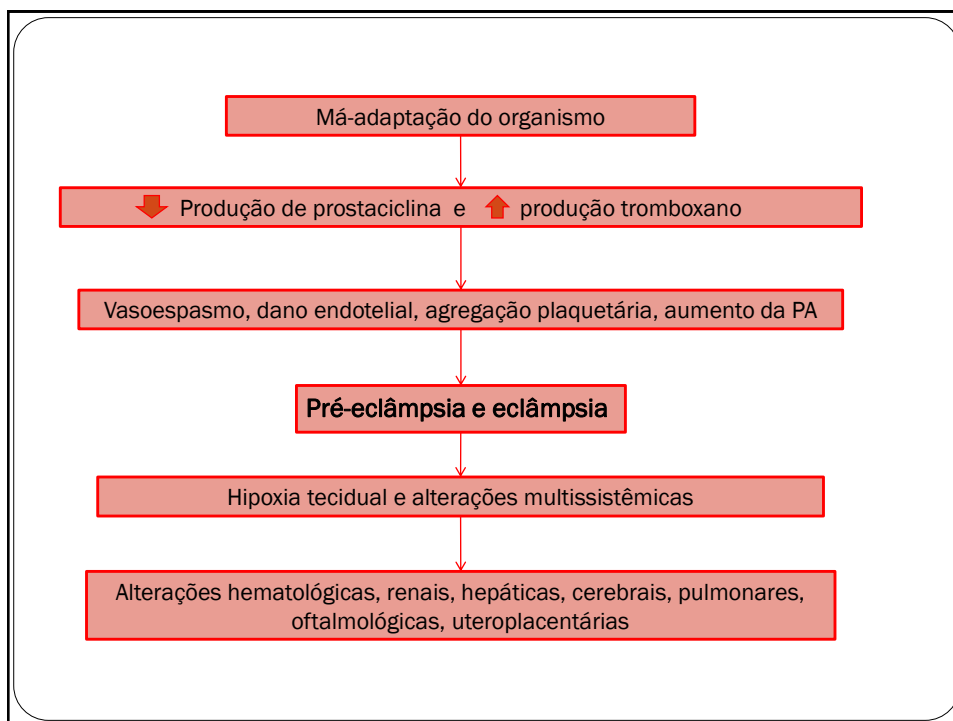 Má-adaptação do organismo
Produção de prostaciclina e produção tromboxano
Vasoespasmo, dano endotelial, agregação plaquetária, aumento da PA
Pré-eclâmpsia e eclâmpsia
Hipoxia tecidual e alterações multissistêmicas
Alterações hematológicas, renais, hepáticas, cerebrais, pulmonares,
oftalmológicas, uteroplacentárias